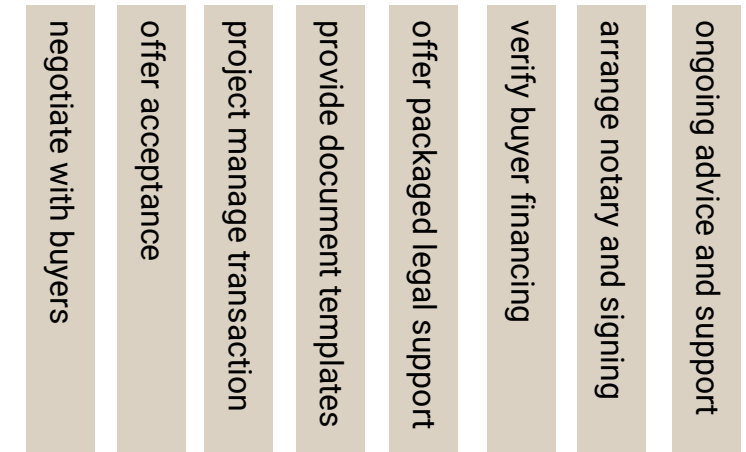 negotiate with buyers
offer acceptance
project manage transaction
provide document templates
offer packaged legal support
verify buyer financing
arrange notary and signing
ongoing advice and support